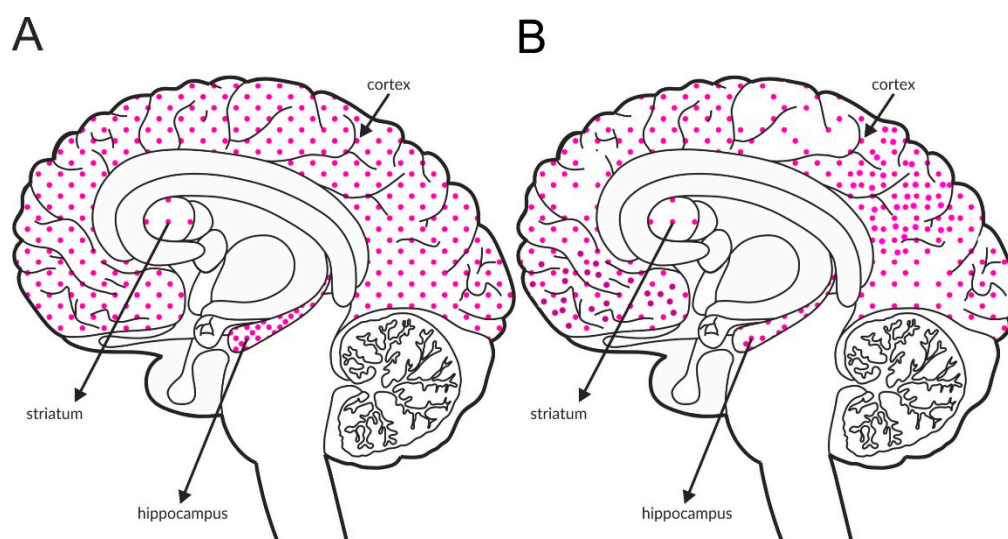 A
cortex
striatum
hippocampus
B
cortex
striatum
hippocampus